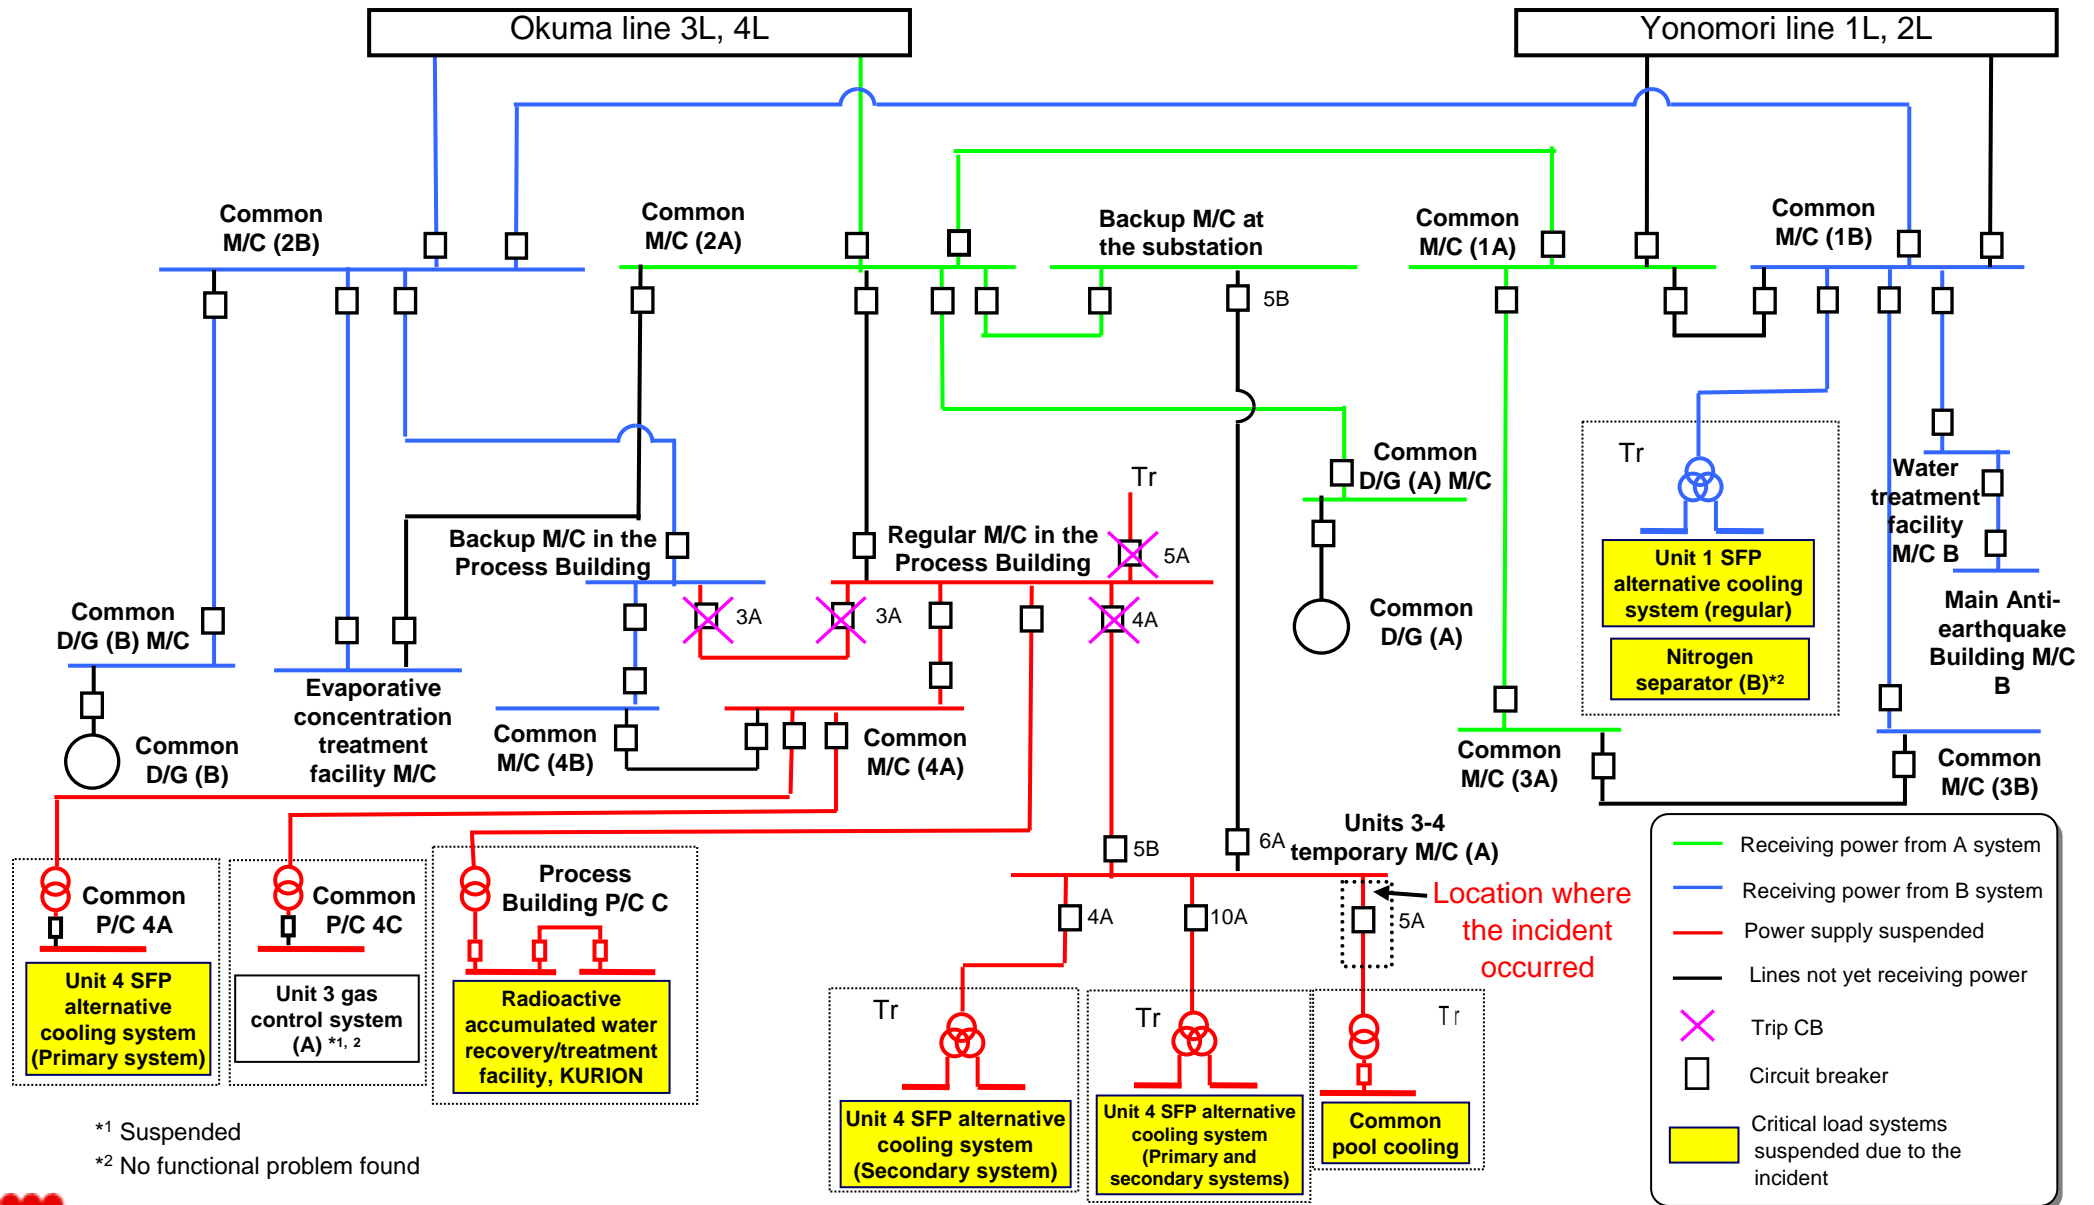 Okuma line 3L, 4L
Yonomori line 1L, 2L
Common
M/C (2B)
Common
M/C (2A)
Backup M/C at
the substation
Common
M/C (1A)
Common
M/C (1B)
5B
Tr
Common
D/G (A) M/C
Tr
Water
treatment
facility
M/C B
Backup M/C in the
Process Building
Regular M/C in the
Process Building
5A
Unit 1 SFP
alternative cooling
system (regular)
Nitrogen
separator (B)*2
Main Anti-
earthquake
Building M/C
B
Common
D/G (B) M/C
3A
3A
4A
Common
D/G (A)
Evaporative
concentration
treatment
facility M/C
Common
D/G (B)
Common
M/C (4B)
Common
M/C (4A)
Common
M/C (3A)
Common
M/C (3B)
5B
6A
Units 3-4
temporary M/C (A)
Common
P/C 4A
Common
P/C 4C
Process
Building P/C C
4A
10A
5A
Location where
the incident
occurred
Unit 4 SFP
alternative
cooling system
(Primary system)
Unit 3 gas
control system
(A) *1, 2
Radioactive
accumulated water
recovery/treatment
facility, KURION
Tr
Tr
Tr
Unit 4 SFP alternative
cooling system
(Secondary system)
Unit 4 SFP alternative
cooling system
(Primary and
secondary systems)
Common
pool cooling
Receiving power from A system
Receiving power from B system
Power supply suspended
Lines not yet receiving power
Trip CB
Circuit breaker
Critical load systems
suspended due to the
incident
*1 Suspended
*2 No functional problem found